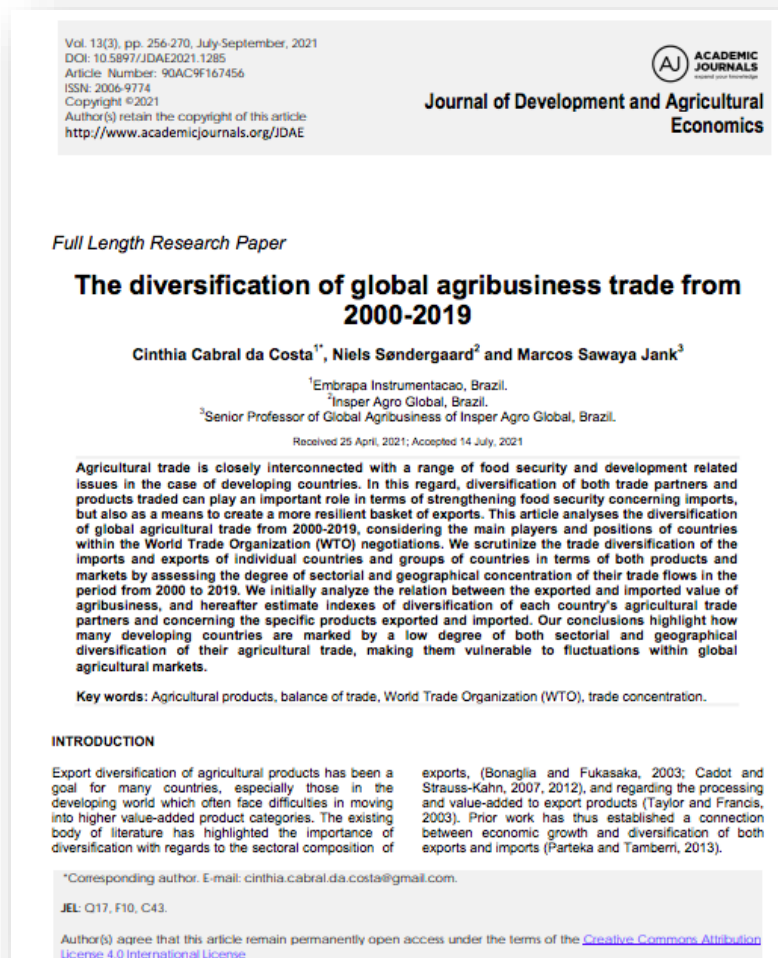 Vol. 13(3), pp. 256-270, July-September, 2021
DOI: 10.5897/JDAE2021.1285
Article Number: 90AC9F167456
ISSN: 2006-9774
Copyright ©2021
Author(s) retain the copyright of this article
http://www.academicjournals.org/JDAE
AJ
ACADEMIC
JOURNALS
expand your knowledge
Journal of Development and Agricultural
Economics
Full Length Research Paper
The diversification of global agribusiness trade from
2000-2019
Cinthia Cabral da Costa1*, Niels Søndergaard2 and Marcos Sawaya Jank3
1Embrapa Instrumentacao, Brazil.
2Insper Agro Global, Brazil.
3Senior Professor of Global Agribusiness of Insper Agro Global, Brazil.
Received 25 April, 2021; Accepted 14 July, 2021
Agricultural trade is closely interconnected with a range of food security and development related
issues in the case of developing countries. In this regard, diversification of both trade partners and
products traded can play an important role in terms of strengthening food security concerning imports,
but also as a means to create a more resilient basket of exports. This article analyses the diversification
of global agricultural trade from 2000-2019, considering the main players and positions of countries
within the World Trade Organization (WTO) negotiations. We scrutinize the trade diversification of the
imports and exports of individual countries and groups of countries in terms of both products and
markets by assessing the degree of sectorial and geographical concentration of their trade flows in the
period from 2000 to 2019. We initially analyze the relation between the exported and imported value of
agribusiness, and hereafter estimate indexes of diversification of each country's agricultural trade
partners and concerning the specific products exported and imported. Our conclusions highlight how
many developing countries are marked by a low degree of both sectorial and geographical
diversification of their agricultural trade, making them vulnerable to fluctuations within global
agricultural markets.
Key words: Agricultural products, balance of trade, World Trade Organization (WTO), trade concentration.
INTRODUCTION
Export diversification of agricultural products has been a
goal for many countries, especially those in the
developing world which often face difficulties in moving
into higher value-added product categories. The existing
body of literature has highlighted the importance of
diversification with regards to the sectoral composition of
exports, (Bonaglia and Fukasaka, 2003; Cadot and
Strauss-Kahn, 2007, 2012), and regarding the processing
and value-added to export products (Taylor and Francis,
2003). Prior work has thus established a connection
between economic growth and diversification of both
exports and imports (Parteka and Tamberri, 2013).
*Corresponding author. E-mail: cinthia.cabral.da.costa@gmail.com.
JEL: Q17, F10, C43.
Author(s) agree that this article remain permanently open access under the terms of the Creative Commons Attribution
License 4.0 International License